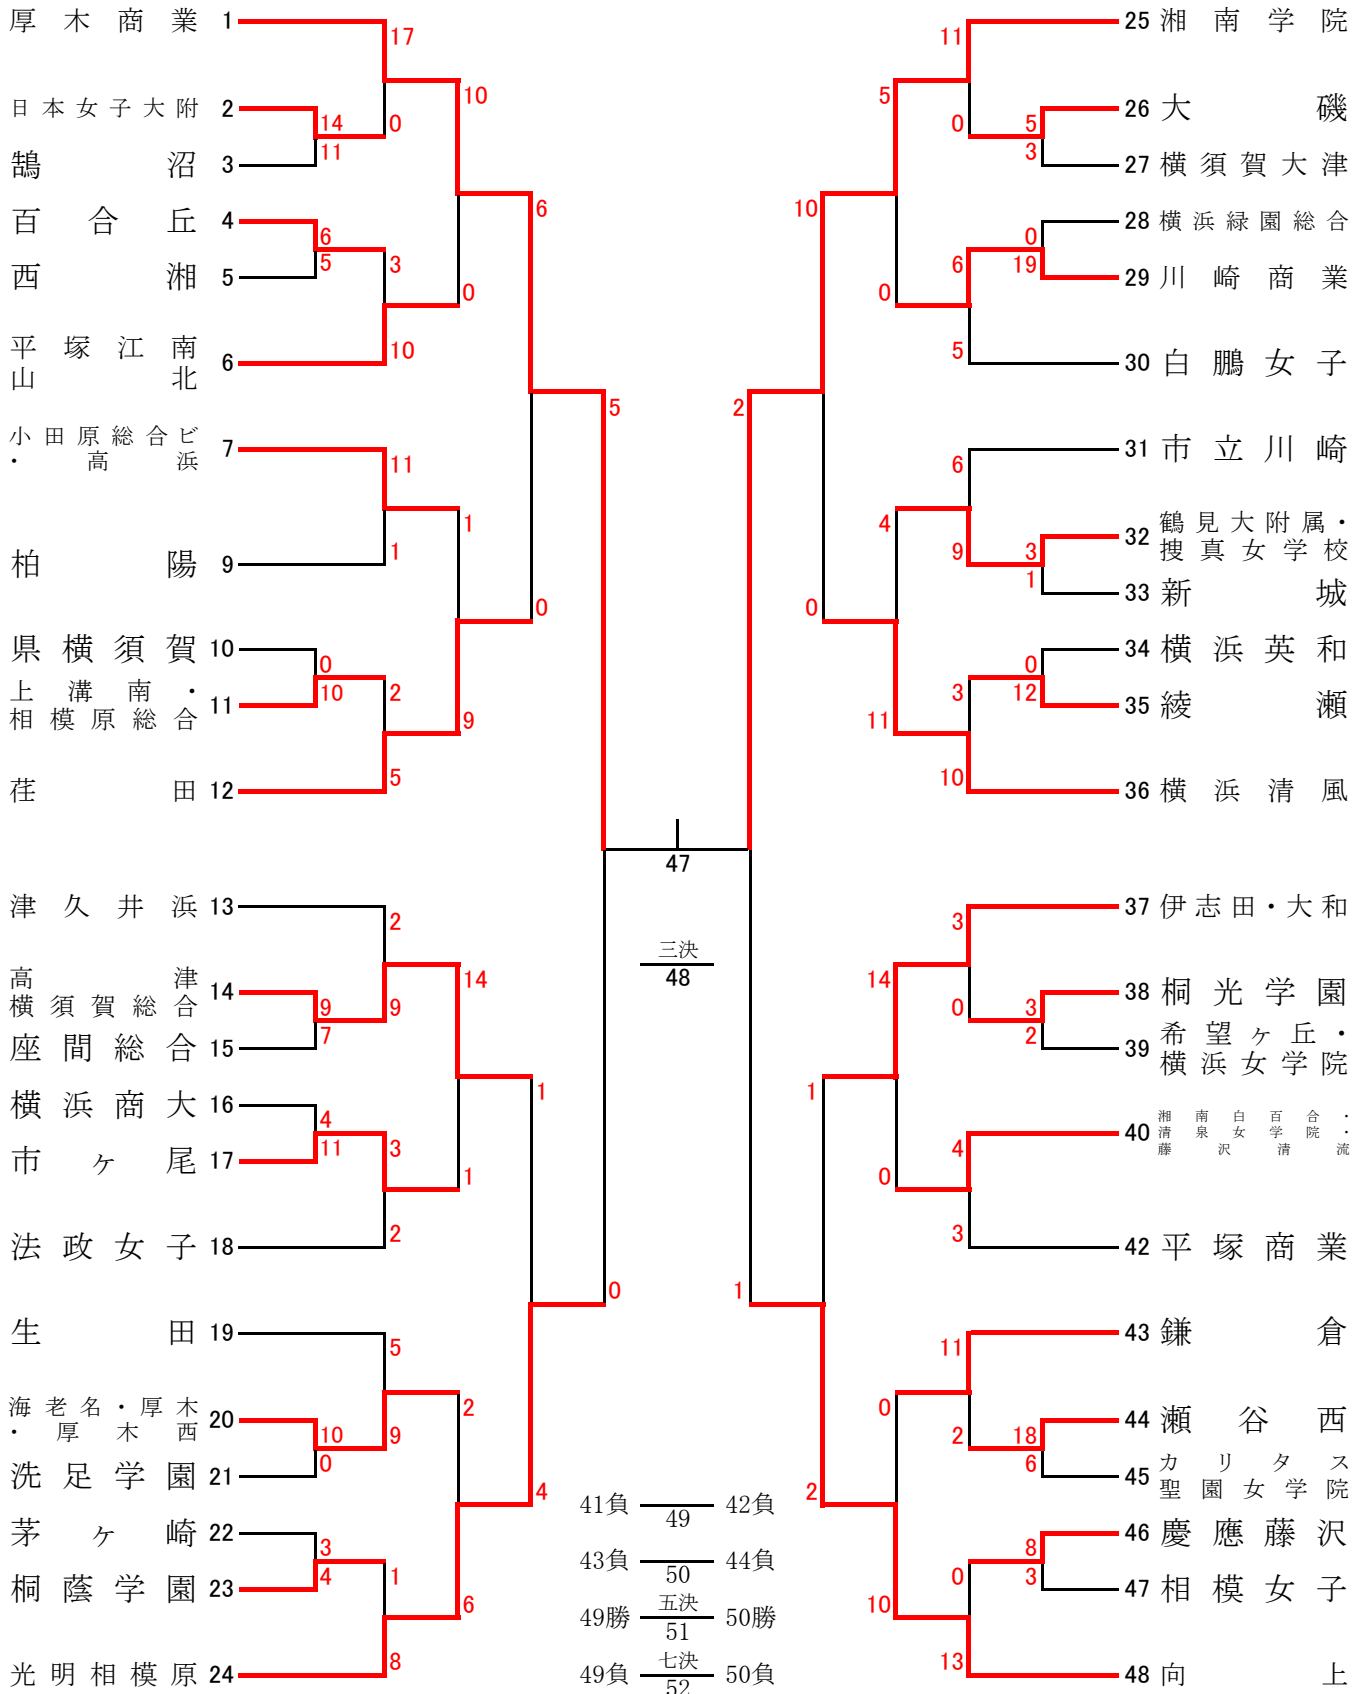 厚木商業 1
17
10
日本女子大附 2
14
0
11
鵠沼 3
6
百合丘 4
6
5
3
西湘 5
0
平塚江南
山北 6
10
5
小田原総合ビ
・高浜 7
11
1
1
柏陽 9
0
県横須賀 10
0
10
2
上溝南・
相模原総合 11
9
荏田 12
5
津久井浜 13
2
14
高津
横須賀総合 14
9
9
7
座間総合 15
1
横浜商大 16
4
11
3
市ヶ尾 17
1
法政女子 18
2
0
生田 19
5
2
海老名・厚木
・厚木西 20
10
9
0
洗足学園 21
4
茅ヶ崎 22
3
4
1
桐蔭学園 23
6
光明相模原 24
8
47
三決
48
41負 49 42負
43負 50 44負
49勝 五決 51 50勝
49負 七決 52 50負
25 湘南学院
11
5
26 大磯
5
0
3
27 横須賀大津
10
28 横浜緑園総合
0
19
6
29 川崎商業
0
30 白鵬女子
5
2
31 市立川崎
6
4
32 鶴見大附属・
捜真女学校
3
9
1
33 新城
0
34 横浜英和
0
12
3
35 綾瀬
11
36 横浜清風
10
37 伊志田・大和
3
14
38 桐光学園
3
0
2
39 希望ヶ丘・
横浜女学院
1
40 湘南白百合・
清泉女学院・
藤沢清流
4
0
3
42 平塚商業
1
43 鎌倉
11
0
44 瀬谷西
18
2
6
45 カリタス
聖園女学院
2
46 慶應藤沢
8
0
3
47 相模女子
10
48 向上
13